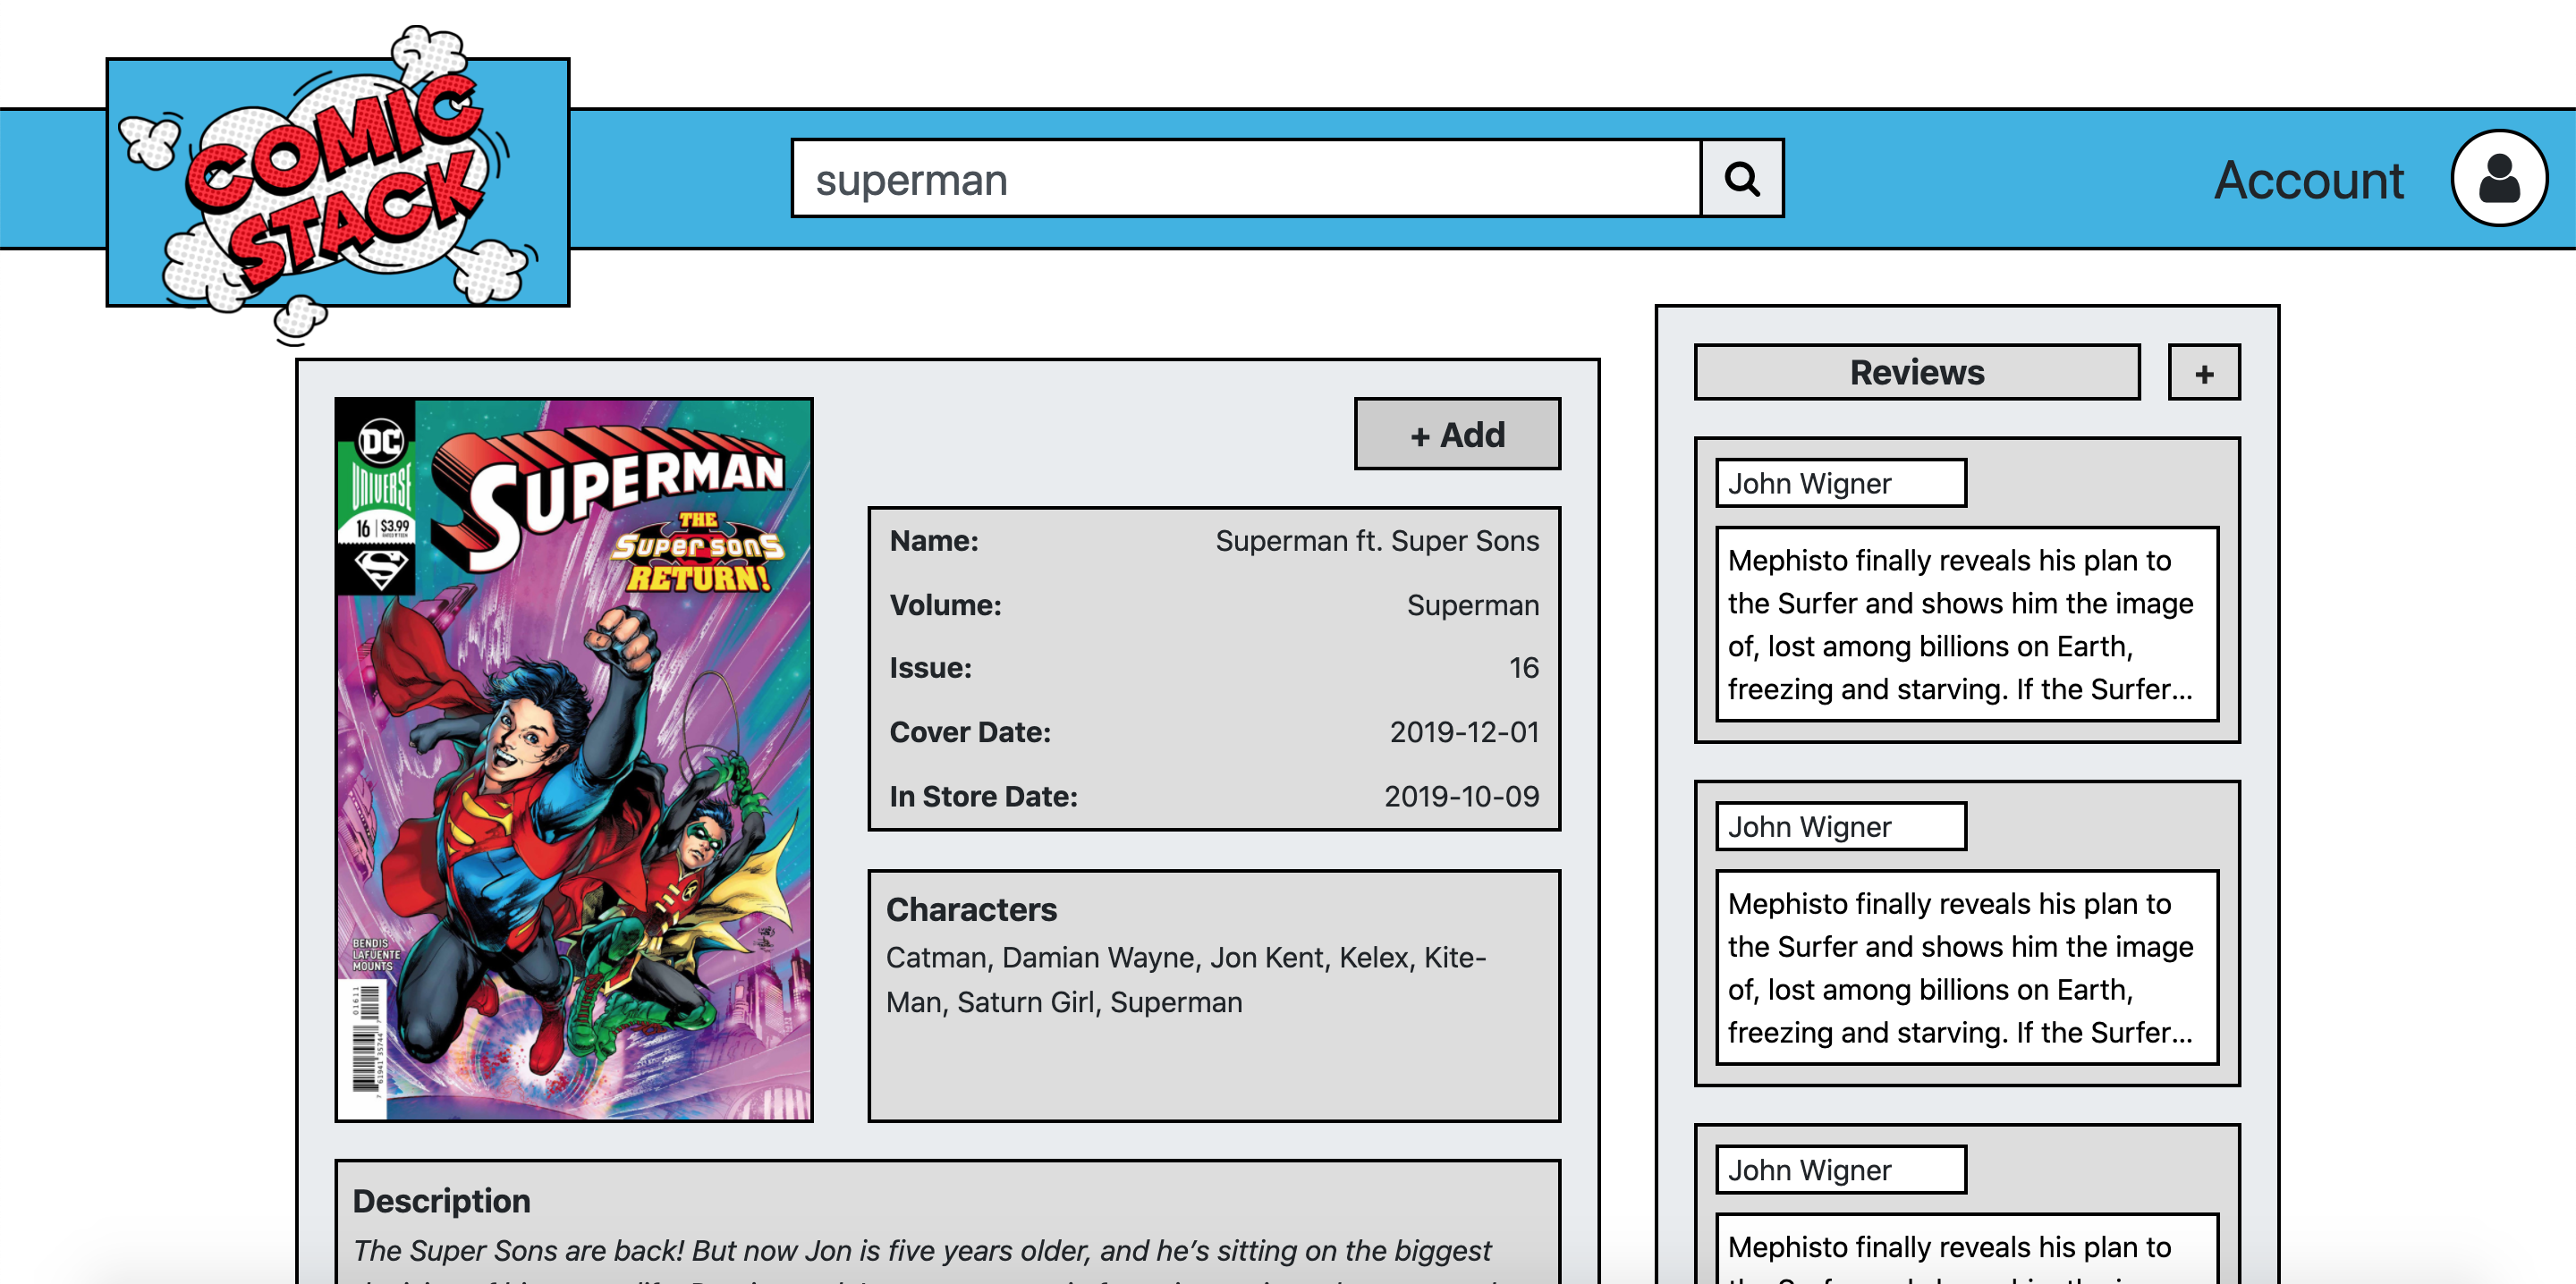 COMIC
STACK
superman
Account
DC
UNIVERSE
16 $3.99
SUPERMAN
THE
SUPER SONS
RETURN!
BENDIS
LAFUENTE
MOUNTS
+ Add
Name: Superman ft. Super Sons
Volume: Superman
Issue: 16
Cover Date: 2019-12-01
In Store Date: 2019-10-09
Characters
Catman, Damian Wayne, Jon Kent, Kelex, Kite-
Man, Saturn Girl, Superman
Description
The Super Sons are back! But now Jon is five years older, and he’s sitting on the biggest
Reviews +
John Wigner
Mephisto finally reveals his plan to
the Surfer and shows him the image
of, lost among billions on Earth,
freezing and starving. If the Surfer...
John Wigner
Mephisto finally reveals his plan to
the Surfer and shows him the image
of, lost among billions on Earth,
freezing and starving. If the Surfer...
John Wigner
Mephisto finally reveals his plan to